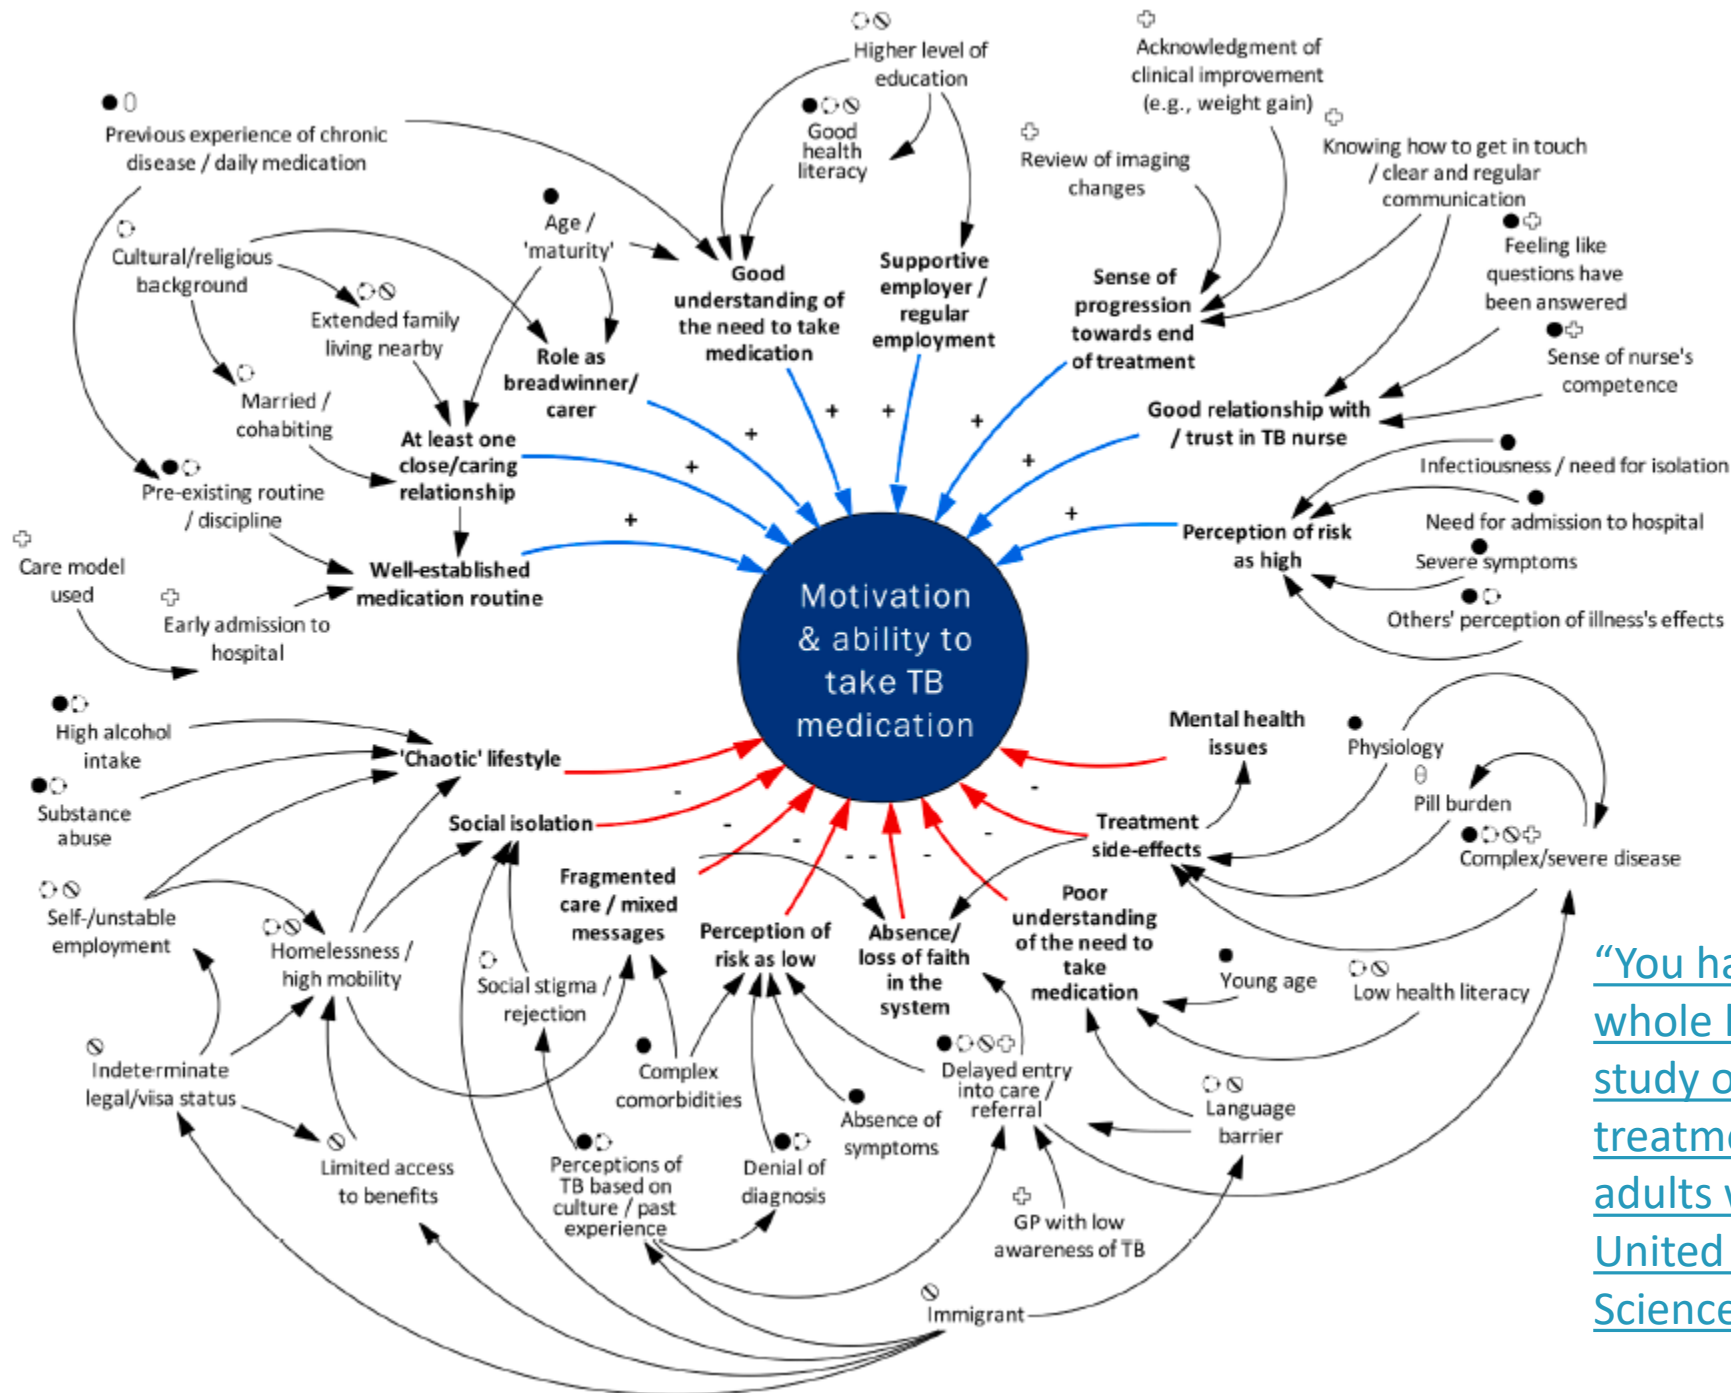 Higher level of
education
Acknowledgment of
clinical improvement
(e.g., weight gain)
Previous experience of chronic
disease / daily medication
Good
health
literacy
Review of imaging
changes
Knowing how to get in touch
/ clear and regular
communication
Age /
'maturity'
Cultural/religious
background
Feeling like
questions have
been answered
Good
understanding of
the need to take
medication
Supportive
employer /
regular
employment
Sense of
progression
towards end
of treatment
Extended family
living nearby
Role as
breadwinner/
carer
Sense of nurse's
competence
Married /
cohabiting
Good relationship with
/ trust in TB nurse
At least one
close/caring
relationship
Infectiousness / need for isolation
Pre-existing routine
/ discipline
Need for admission to hospital
Perception of risk
as high
Severe symptoms
Care model
used
Well-established
medication routine
Others' perception of illness's effects
Early admission to
hospital
+
+
+
+
+
+
+
+
Motivation
& ability to
take TB
medication
High alcohol
intake
'Chaotic' lifestyle
Mental health
issues
Physiology
Substance
abuse
Social isolation
Treatment
side-effects
Pill burden
Complex/severe disease
-
-
-
- -
-
-
-
Self-/unstable
employment
Fragmented
care / mixed
messages
Perception of
risk as low
Absence/
loss of faith
in the
system
Poor
understanding
of the need to
take
medication
Homelessness /
high mobility
Social stigma /
rejection
Young age
Low health literacy
Indeterminate
legal/visa status
Complex
comorbidities
Delayed entry
into care /
referral
Absence of
symptoms
Language
barrier
Limited access
to benefits
Perceptions of
TB based on
culture / past
experience
Denial of
diagnosis
GP with low
awareness of TB
Immigrant
“You ha
whole
study o
treatme
adults
United
Science